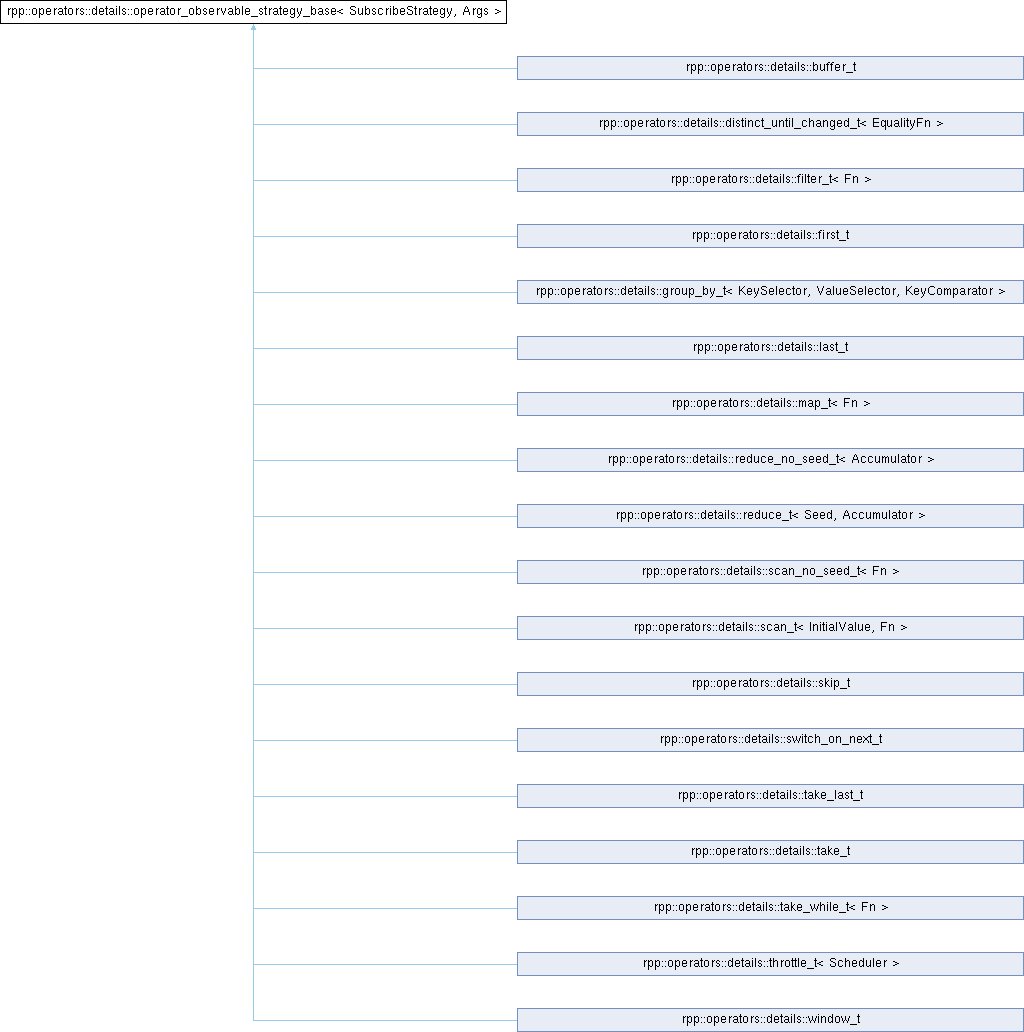 rpp::operators::details::operator_observable_strategy_base< SubscribeStrategy, Args >
rpp::operators::details::buffer_t
rpp::operators::details::distinct_until_changed_t< EqualityFn >
rpp::operators::details::filter_t< Fn >
rpp::operators::details::first_t
rpp::operators::details::group_by_t< KeySelector, ValueSelector, KeyComparator >
rpp::operators::details::last_t
rpp::operators::details::map_t< Fn >
rpp::operators::details::reduce_no_seed_t< Accumulator >
rpp::operators::details::reduce_t< Seed, Accumulator >
rpp::operators::details::scan_no_seed_t< Fn >
rpp::operators::details::scan_t< InitialValue, Fn >
rpp::operators::details::skip_t
rpp::operators::details::switch_on_next_t
rpp::operators::details::take_last_t
rpp::operators::details::take_t
rpp::operators::details::take_while_t< Fn >
rpp::operators::details::throttle_t< Scheduler >
rpp::operators::details::window_t